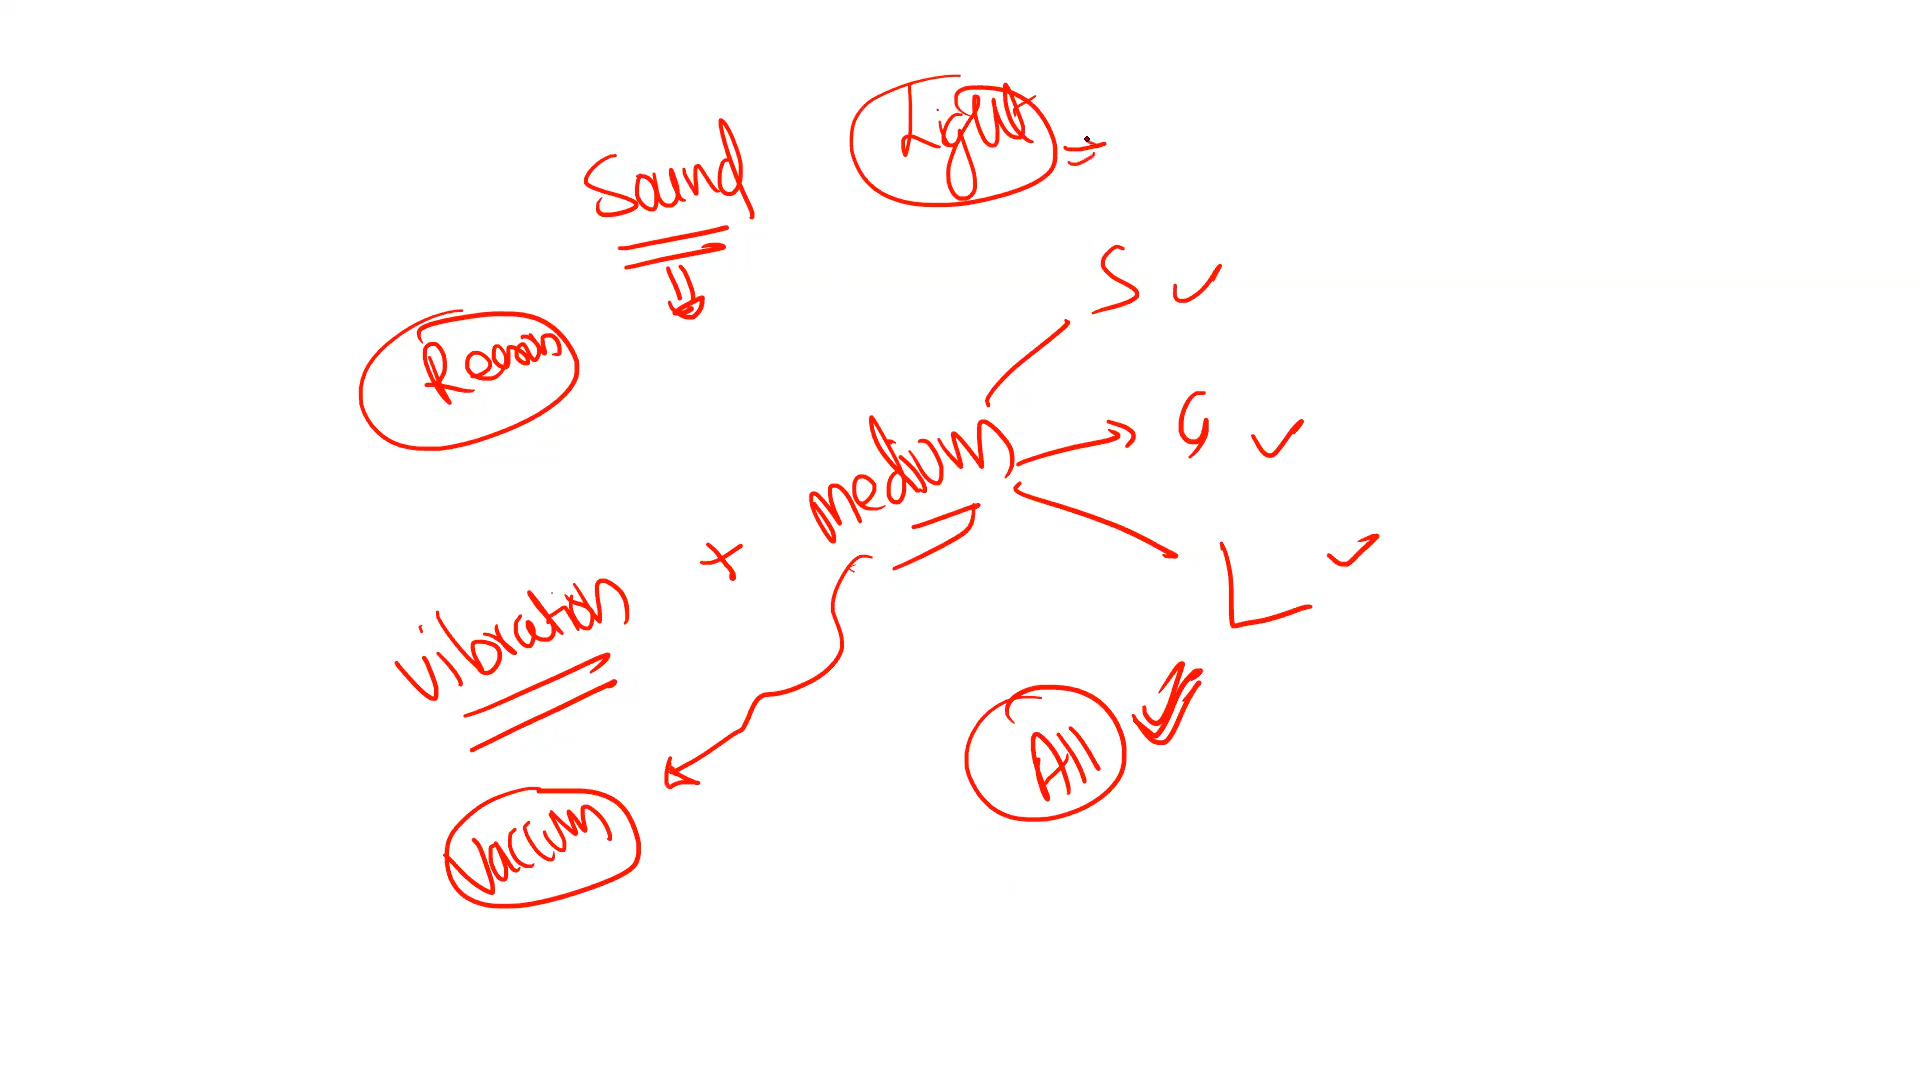 Light
Sound
S
Reason
G
medium
+
L
vibration
All
Vaccum